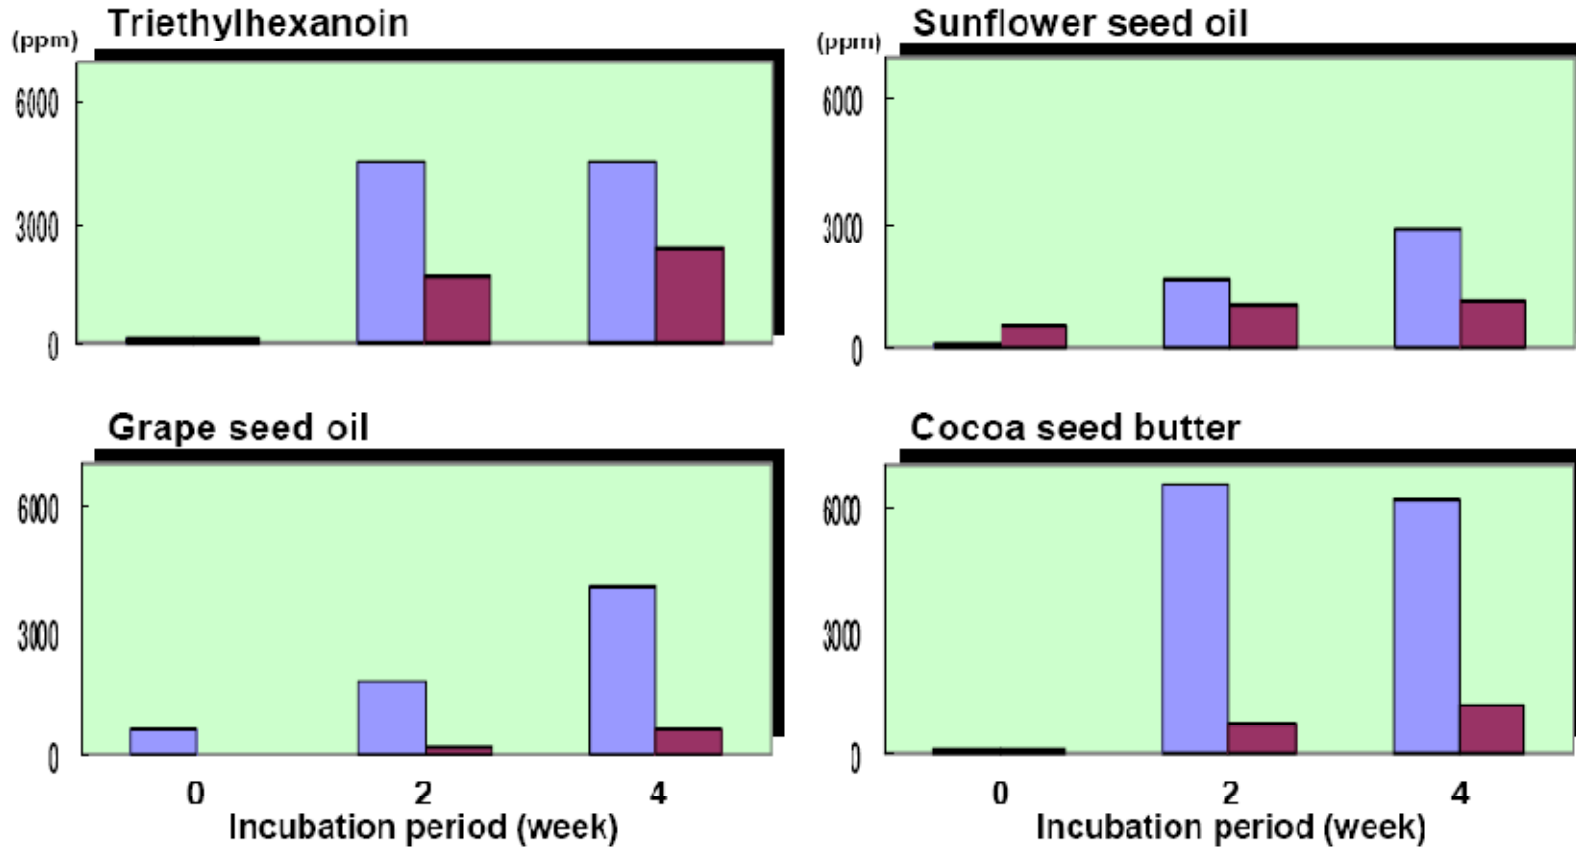 Triethylhexanoin
(ppm)
6000
3000
0
Sunflower seed oil
(ppm)
6000
3000
0
Grape seed oil
6000
3000
0
0 2 4
Incubation period (week)
Cocoa seed butter
6000
3000
0
0 2 4
Incubation period (week)